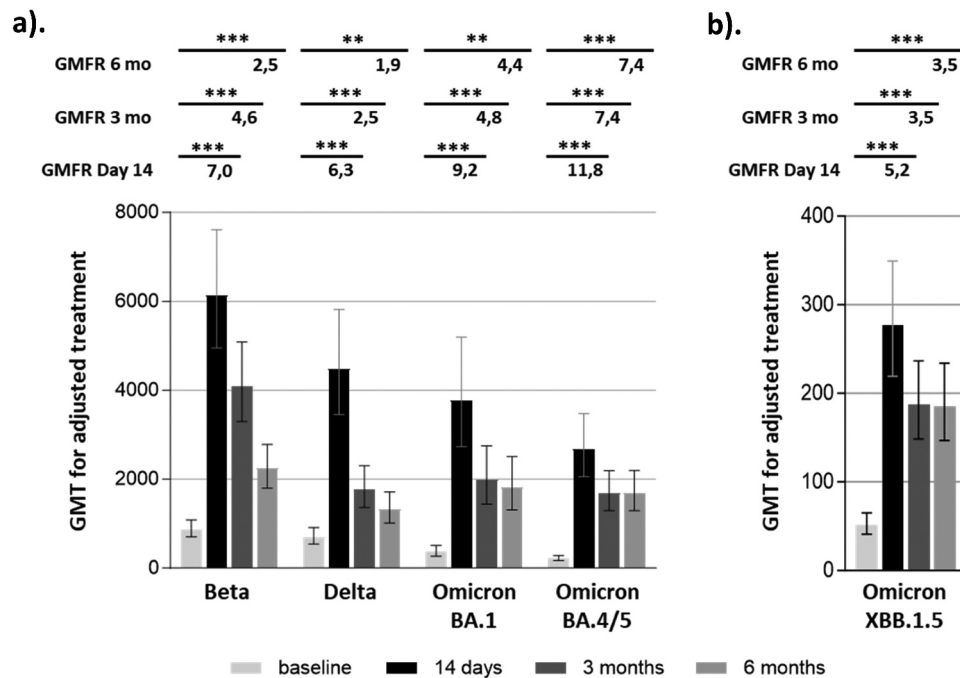 a).
*** ** ** ***
GMFR 6 mo 2,5 1,9 4,4 7,4
*** *** *** ***
GMFR 3 mo 4,6 2,5 4,8 7,4
*** *** *** ***
GMFR Day 14 7,0 6,3 9,2 11,8
GMT for adjusted treatment
8000
6000
4000
2000
0
Beta Delta Omicron BA.1 Omicron BA.4/5
b).
***
GMFR 6 mo 3,5
***
GMFR 3 mo 3,5
***
GMFR Day 14 5,2
GMT for adjusted treatment
400
300
200
100
0
Omicron
XBB.1.5
baseline 14 days 3 months 6 months